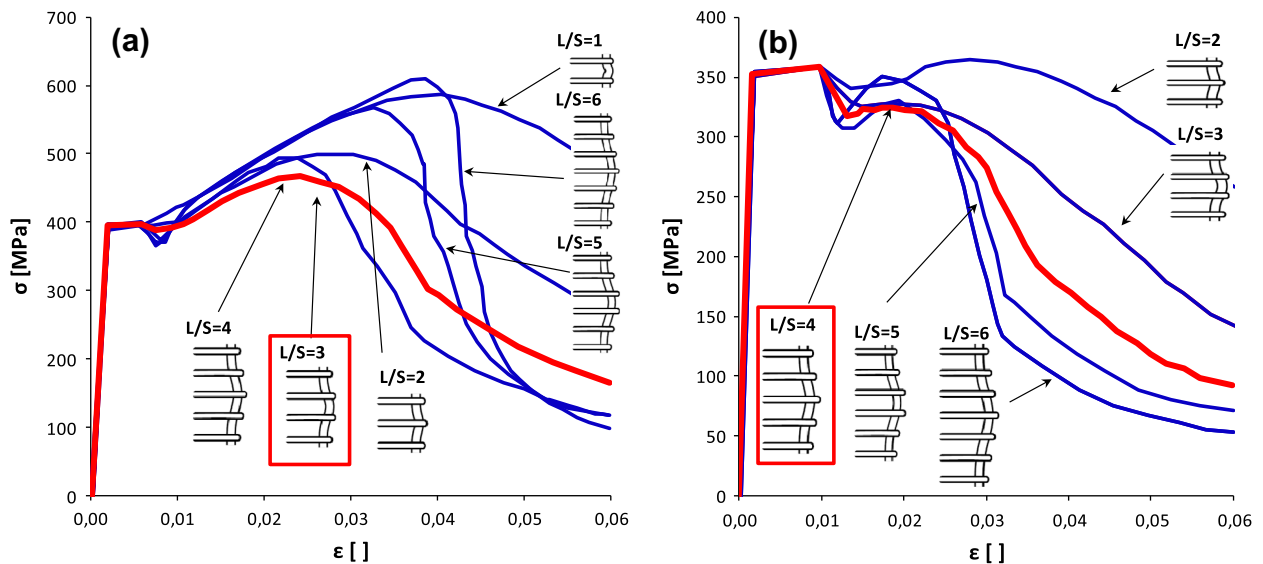 (a)
σ [MPa]
700
600
500
400
300
200
100
0
0,00
0,01
0,02
0,03
0,04
0,05
0,06
ε [ ]
L/S=1
L/S=6
L/S=5
L/S=4
L/S=3
L/S=2
(b)
σ [MPa]
400
350
300
250
200
150
100
50
0
0,00
0,01
0,02
0,03
0,04
0,05
0,06
ε [ ]
L/S=2
L/S=3
L/S=4
L/S=5
L/S=6